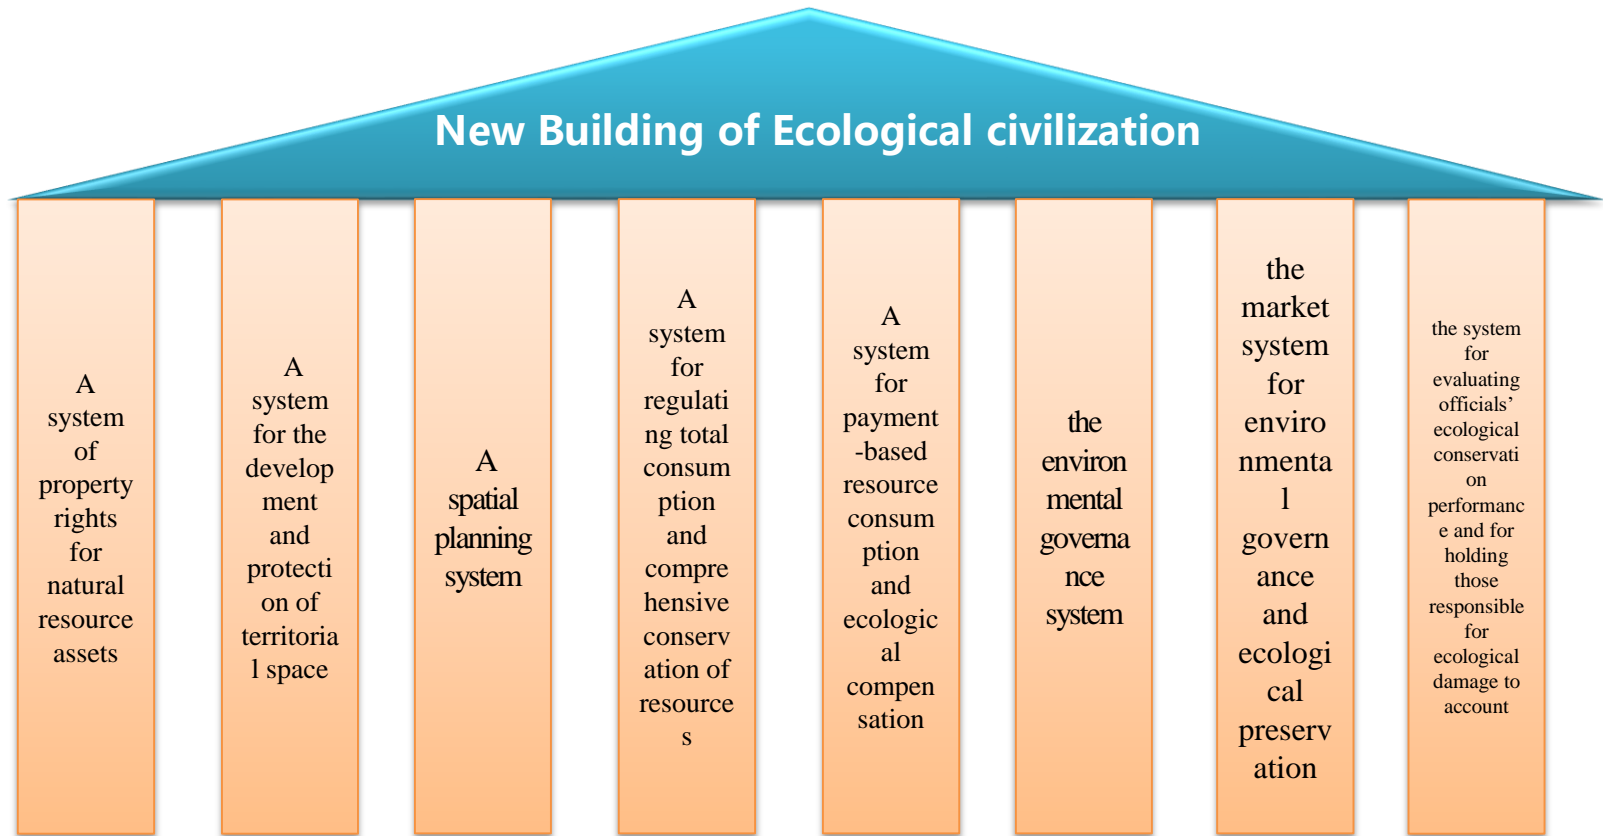 New Building of Ecological civilization
A
system
of
property
rights
for
natural
resource
assets
A
system
for the
develop
ment
and
protecti
on of
territoria
l space
A
spatial
planning
system
A
system
for
regulati
ng total
consum
ption
and
compre
hensive
conserv
ation of
resource
s
A
system
for
payment
-based
resource
consum
ption
and
ecologic
al
compen
sation
the
environ
mental
governa
nce
system
the
market
system
for
enviro
nmenta
l
govern
ance
and
ecologi
cal
preserv
ation
the system
for
evaluating
officials’
ecological
conservati
on
performanc
e and for
holding
those
responsible
for
ecological
damage to
account